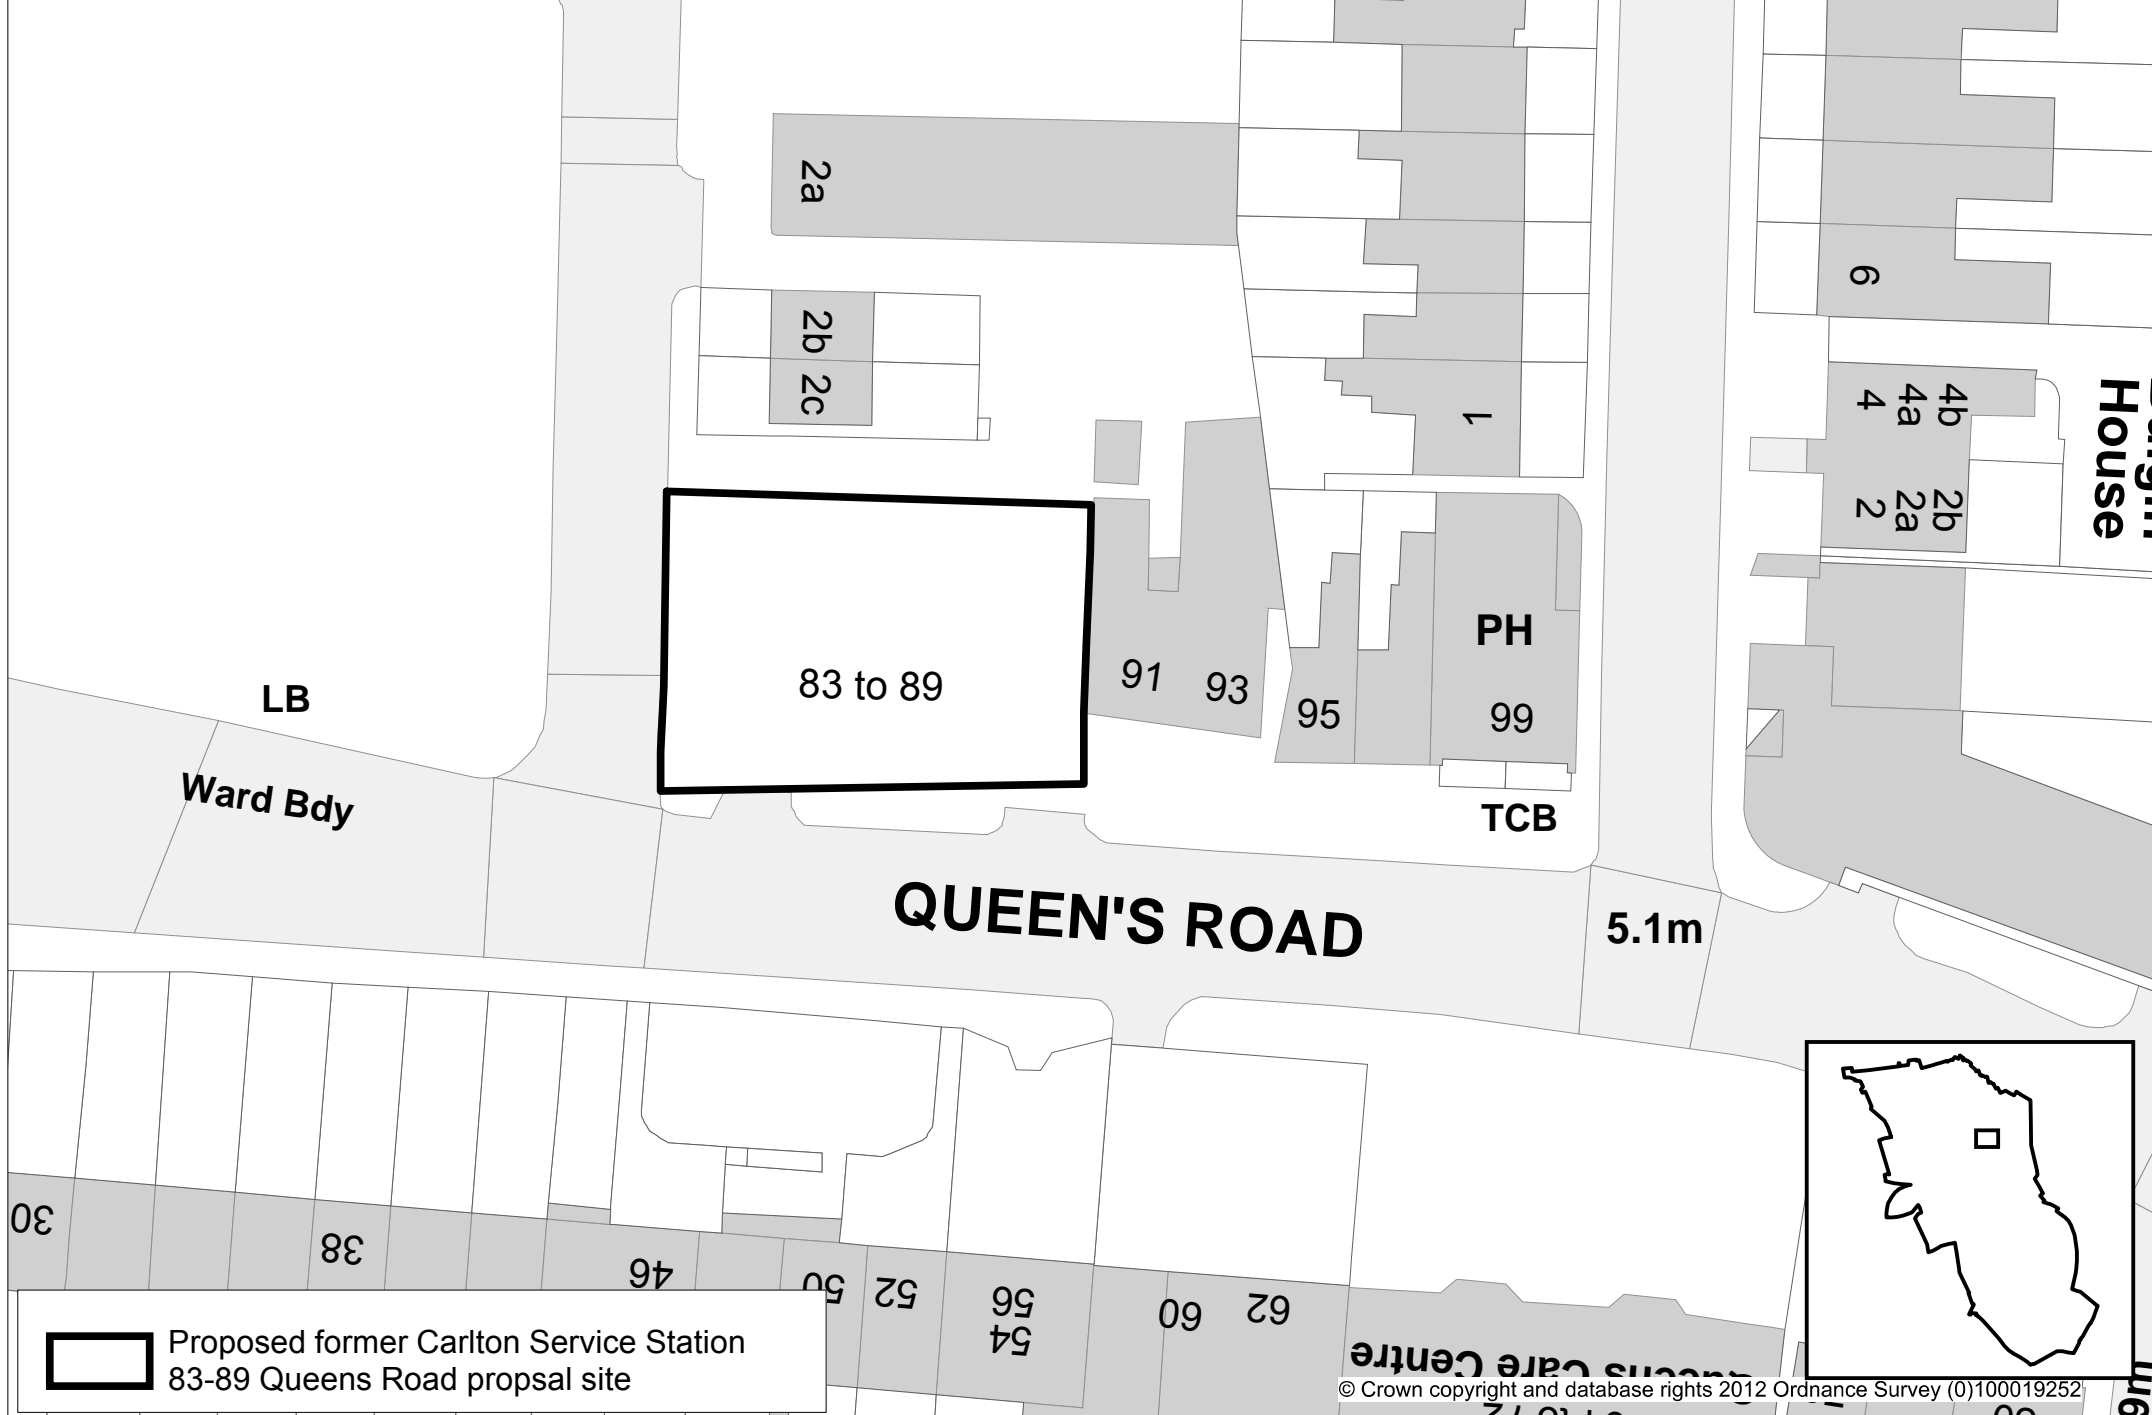 2a
2b
2c
1
6
4
4a
4b
2
2a
2b
House
83 to 89
91
93
95
PH
99
TCB
LB
Ward Bdy
QUEEN'S ROAD
5.1m
30
38
46
50
52
56
54
60
62
Queens Care Centre
Proposed former Carlton Service Station
83-89 Queens Road propsal site
© Crown copyright and database rights 2012 Ordnance Survey (0)100019252